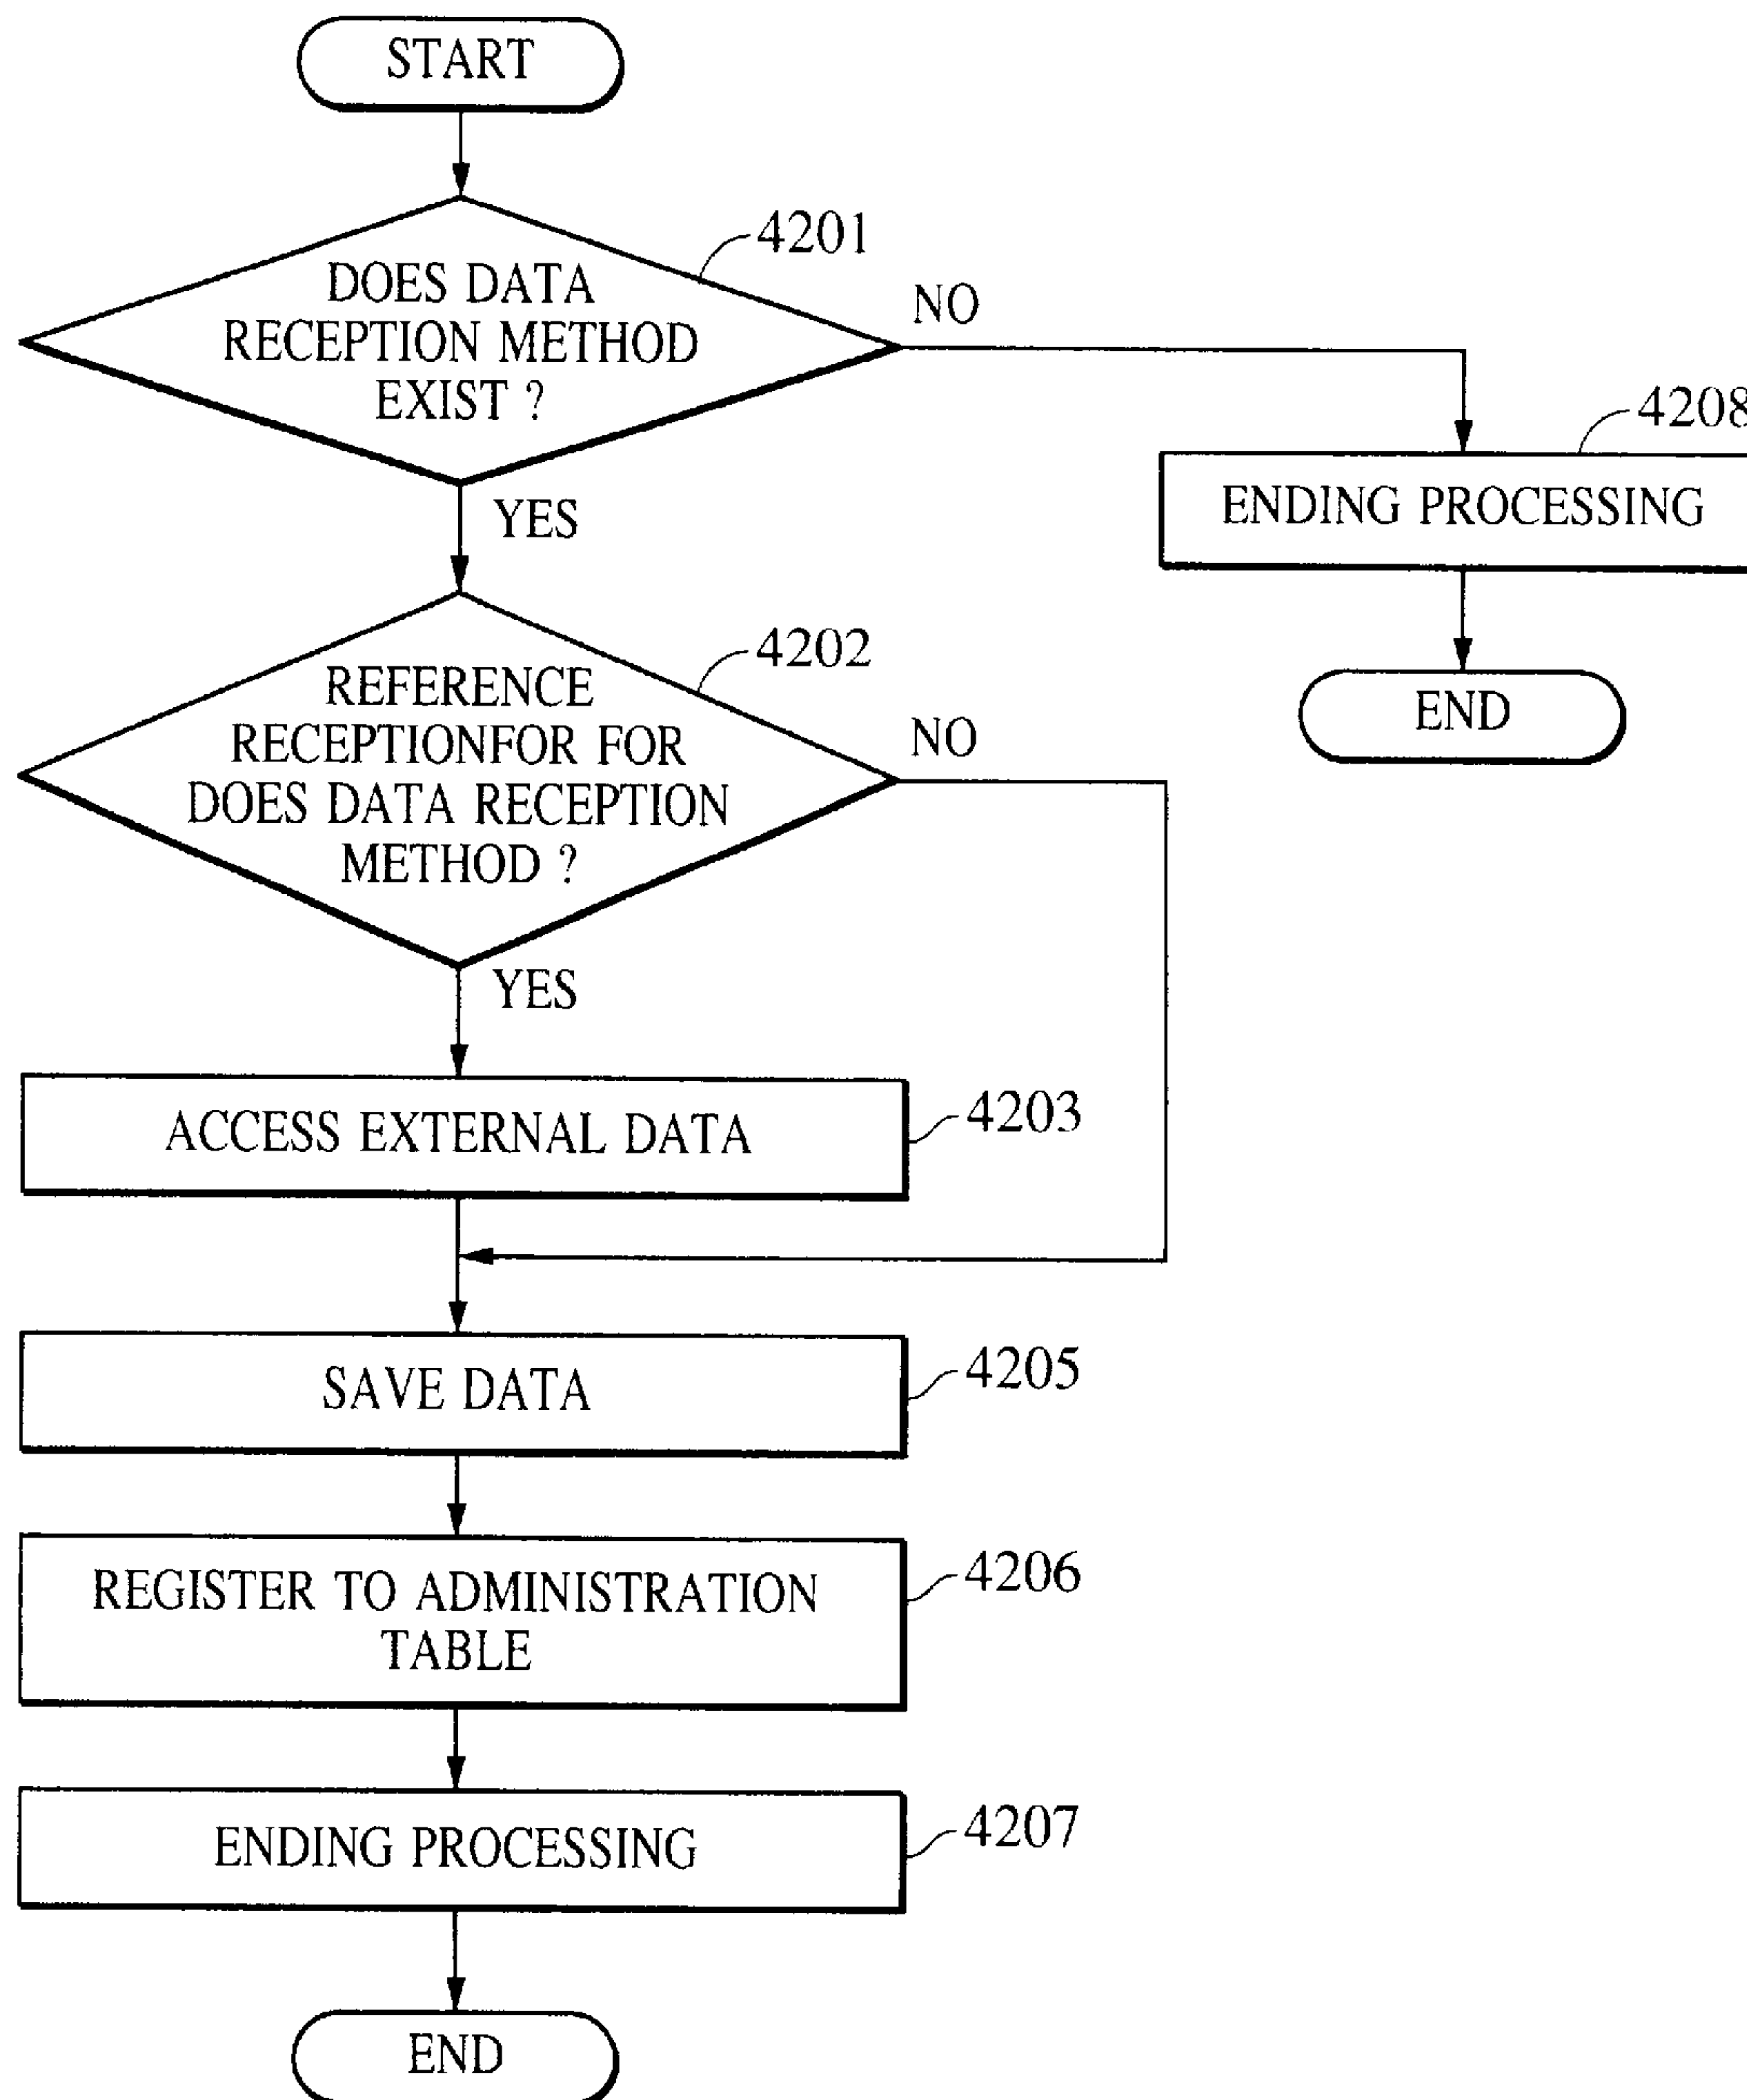 START
4201
DOES DATA
RECEPTION METHOD
EXIST ?
NO
YES
4208
ENDING PROCESSING
END
4202
REFERENCE
RECEPTIONFOR FOR
DOES DATA RECEPTION
METHOD ?
NO
YES
ACCESS EXTERNAL DATA
4203
SAVE DATA
4205
REGISTER TO ADMINISTRATION
TABLE
4206
ENDING PROCESSING
4207
END